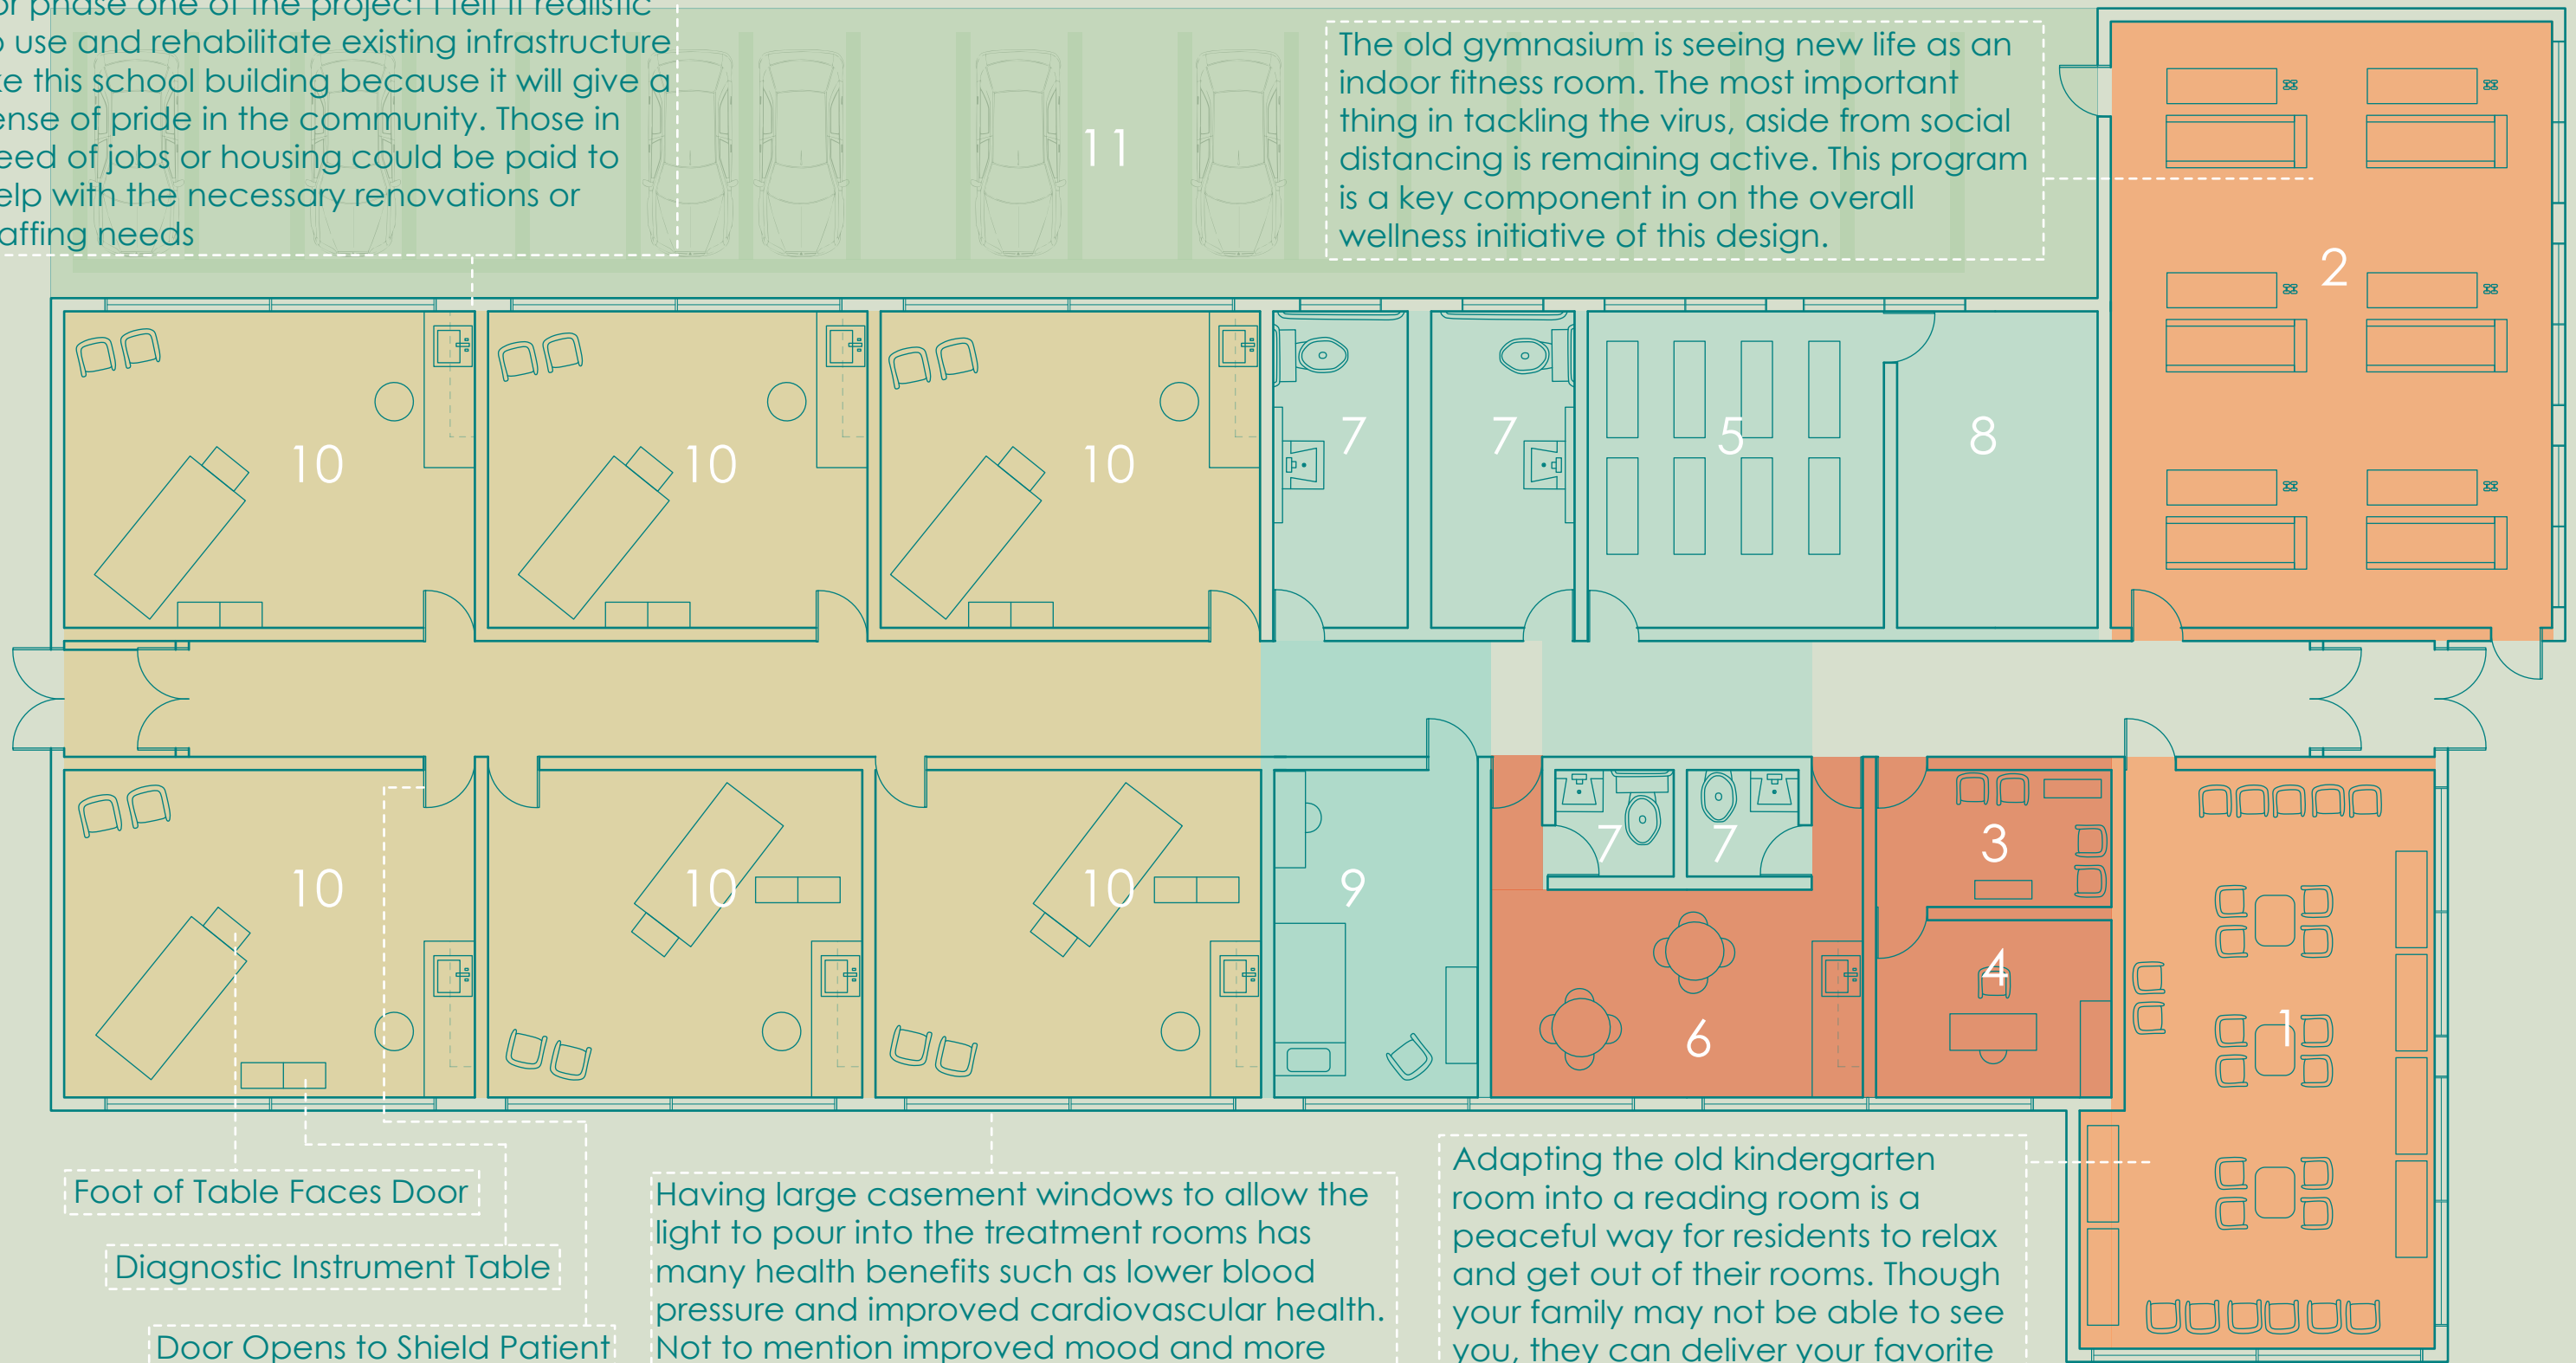 or phase one of the project I felt it realistic
use and rehabilitate existing infrastructure
this school building because it will give a
of pride in the community. Those in
of jobs or housing could be paid to
with the necessary renovations or
needs
The old gymnasium is seeing new life as an
indoor fitness room. The most important
thing in tackling the virus, aside from social
distancing is remaining active. This program
is a key component in on the overall
wellness initiative of this design.
11
2
10
10
10
7
7
5
8
10
10
10
9
7
7
6
3
4
1
Foot of Table Faces Door
Diagnostic Instrument Table
Door Opens to Shield Patient
Having large casement windows to allow the
light to pour into the treatment rooms has
many health benefits such as lower blood
pressure and improved cardiovascular health.
Not to mention improved mood and more
Adapting the old kindergarten
room into a reading room is a
peaceful way for residents to relax
and get out of their rooms. Though
your family may not be able to see
you, they can deliver your favorite